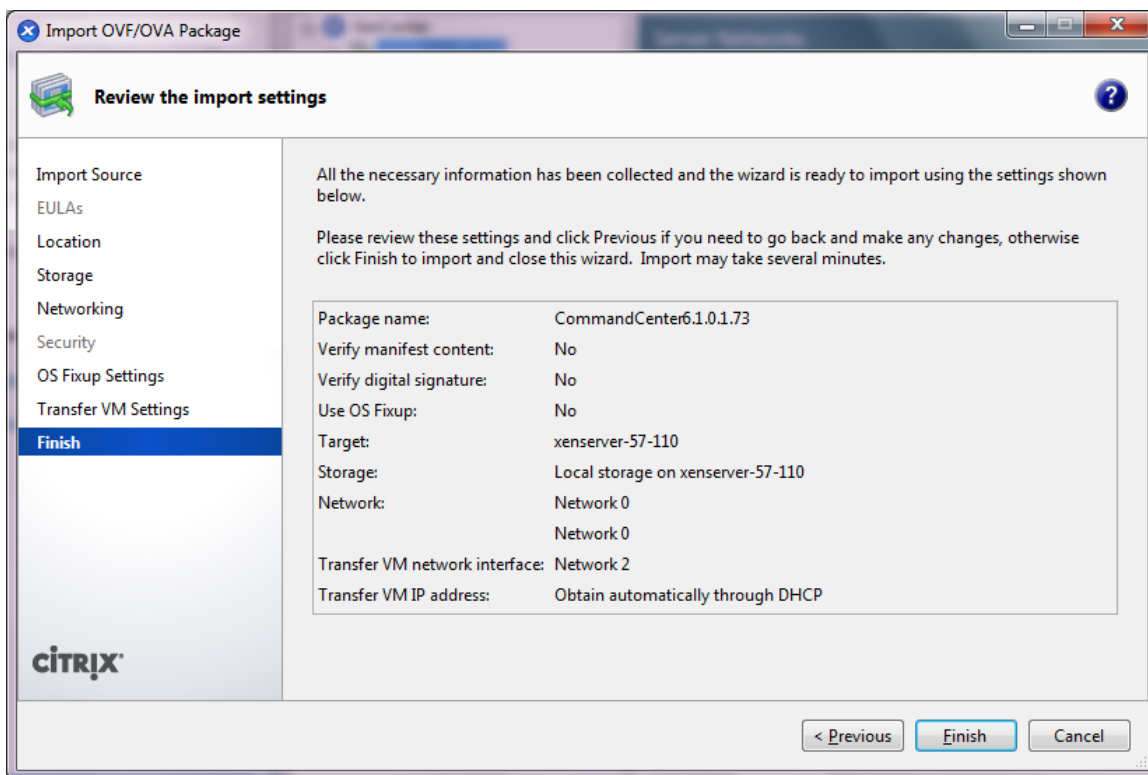 Import OVF/OVA Package
Server Networks
Review the import settings
Import Source
EULAs
Location
Storage
Networking
Security
OS Fixup Settings
Transfer VM Settings
Finish
All the necessary information has been collected and the wizard is ready to import using the settings shown
below.
Please review these settings and click Previous if you need to go back and make any changes, otherwise
click Finish to import and close this wizard. Import may take several minutes.
Package name: CommandCenter6.1.0.1.73
Verify manifest content: No
Verify digital signature: No
Use OS Fixup: No
Target: xenserver-57-110
Storage: Local storage on xenserver-57-110
Network: Network 0
Network 0
Transfer VM network interface: Network 2
Transfer VM IP address: Obtain automatically through DHCP
CITRIX
< Previous Finish Cancel